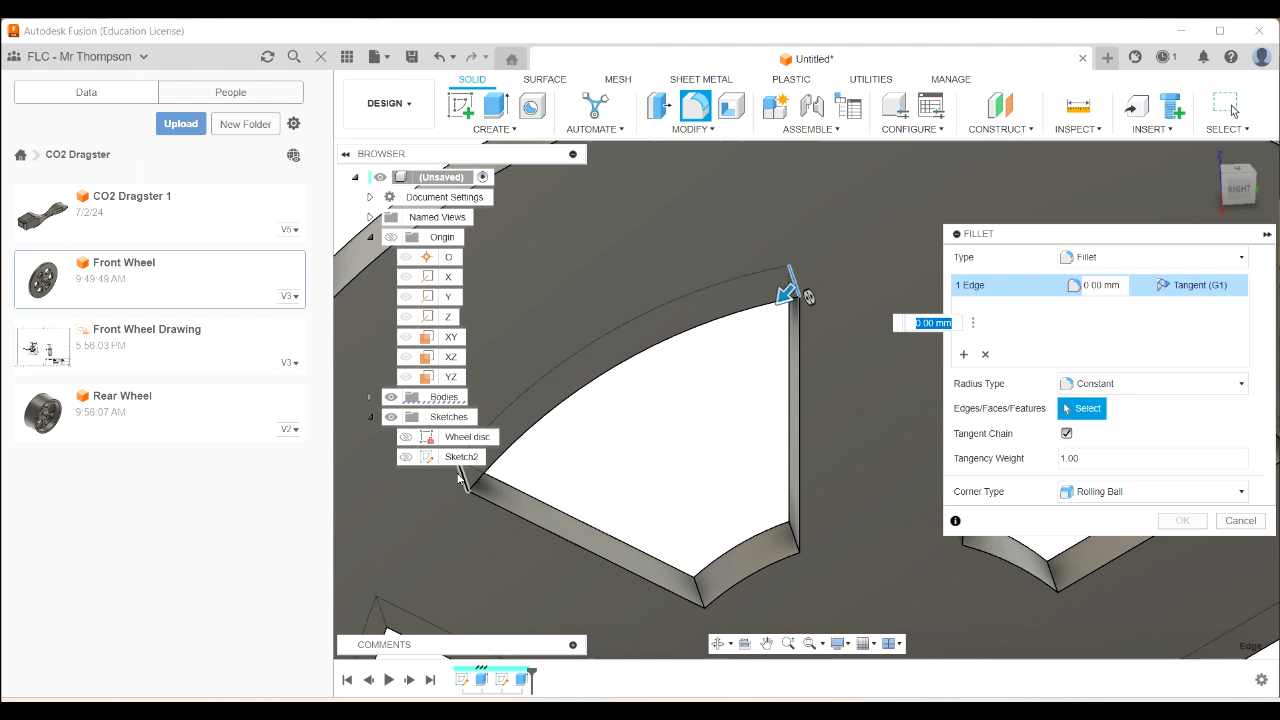 Autodesk Fusion (Education License)
FLC - Mr Thompson
Untitled*
1
Data People
Upload New Folder
CO2 Dragster
CO2 Dragster 1
7/2/24
V5
Front Wheel
9:49:49 AM
V3
Front Wheel Drawing
5:56:03 PM
V3
Rear Wheel
9:56:07 AM
V2
DESIGN
SOLID SURFACE MESH SHEET METAL PLASTIC UTILITIES MANAGE
CREATE AUTOMATE MODIFY ASSEMBLE CONFIGURE CONSTRUCT INSPECT INSERT SELECT
BROWSER
(Unsaved)
Document Settings
Named Views
Origin
O
X
Y
Z
XY
XZ
YZ
Bodies
Sketches
Wheel disc
Sketch2
Z
RIGHT
FILLET
Type Fillet
1 Edge 0.00 mm Tangent (G1)
0.00 mm
Radius Type Constant
Edges/Faces/Features Select
Tangent Chain
Tangency Weight 1.00
Corner Type Rolling Ball
OK Cancel
COMMENTS
Edge